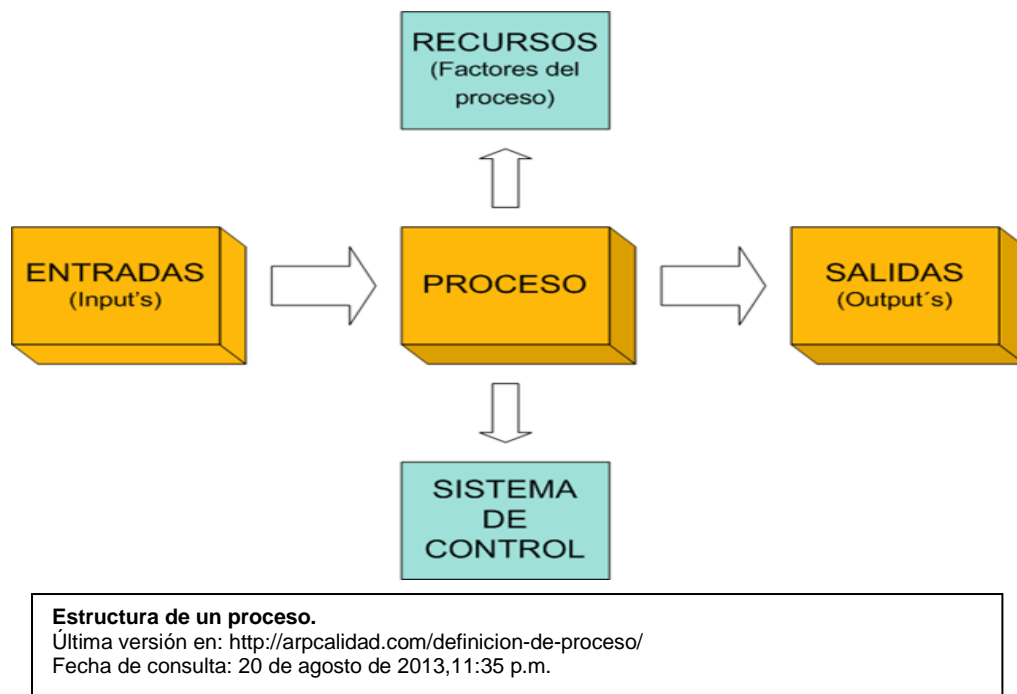 RECURSOS
(Factores del
proceso)
ENTRADAS
(Input's)
PROCESO
SALIDAS
(Output´s)
SISTEMA
DE
CONTROL
Estructura de un proceso.
Última versión en: http://arpcalidad.com/definicion-de-proceso/
Fecha de consulta: 20 de agosto de 2013,11:35 p.m.